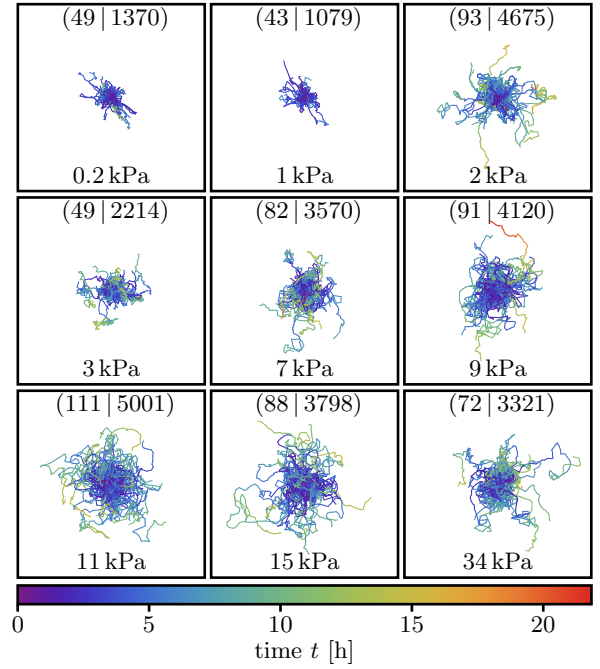 (49 | 1370)
(43 | 1079)
(93 | 4675)
0.2 kPa
1 kPa
2 kPa
(49 | 2214)
(82 | 3570)
(91 | 4120)
3 kPa
7 kPa
9 kPa
(111 | 5001)
(88 | 3798)
(72 | 3321)
11 kPa
15 kPa
34 kPa
0
5
10
15
20
time t [h]